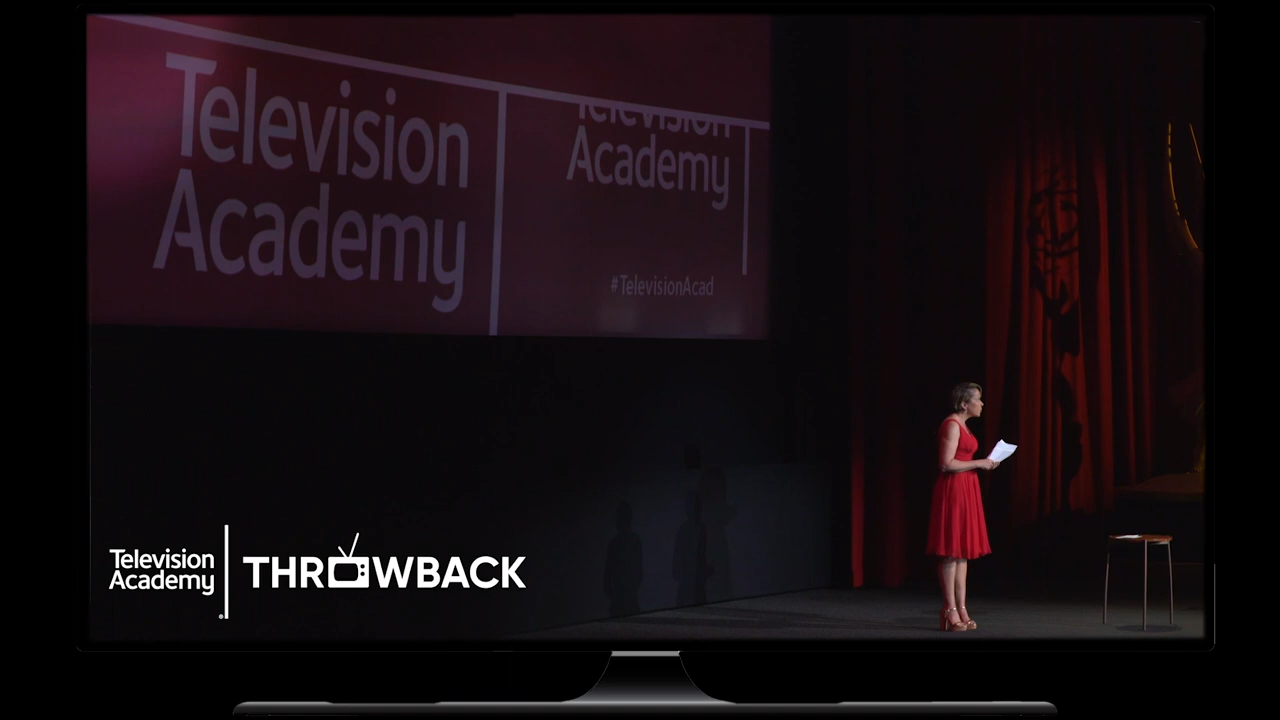 Television
Academy
Television
Academy
#TelevisionAcad
Television
Academy
THROWBACK